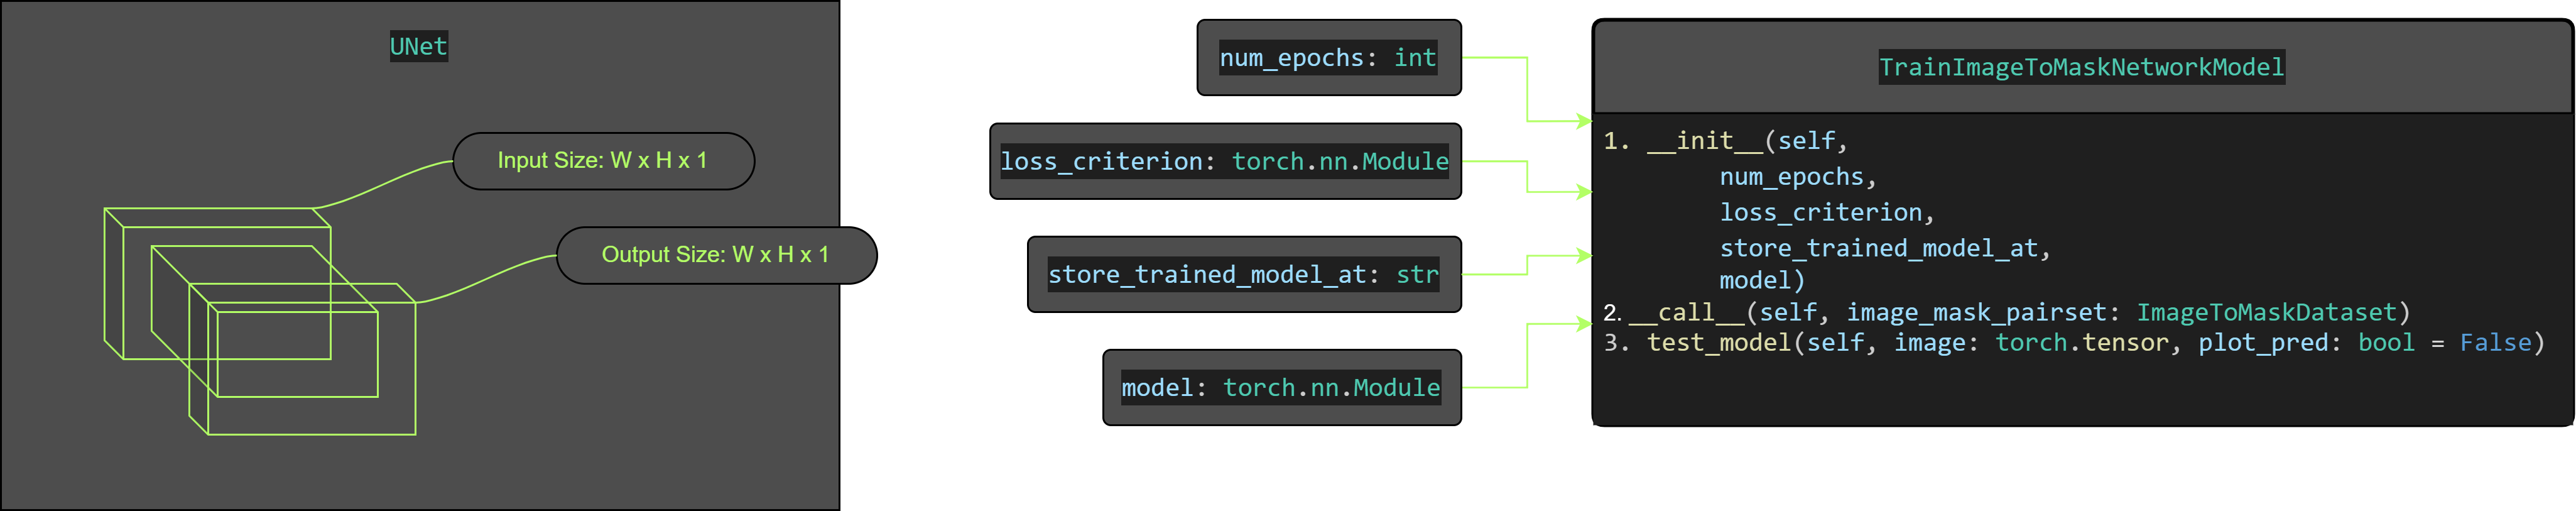 UNet
Input Size: W x H x 1
Output Size: W x H x 1
num_epochs: int
loss_criterion: torch.nn.Module
store_trained_model_at: str
model: torch.nn.Module
TrainImageToMaskNetworkModel
1. __init__(self,
num_epochs,
loss_criterion,
store_trained_model_at,
model)
2. __call__(self, image_mask_pairset: ImageToMaskDataset)
3. test_model(self, image: torch.tensor, plot_pred: bool = False)